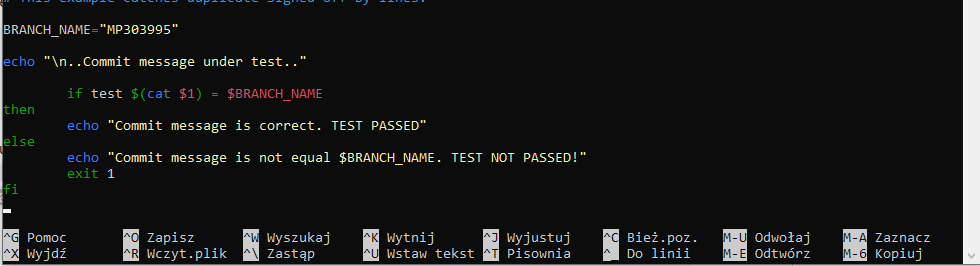 # This example catches duplicate Signed-off-by lines.
BRANCH_NAME="MP303995"
echo "\n..Commit message under test.."
if test $(cat $1) = $BRANCH_NAME
then
echo "Commit message is correct. TEST PASSED"
else
echo "Commit message is not equal $BRANCH_NAME. TEST NOT PASSED!"
exit 1
fi
^G Pomoc ^O Zapisz ^W Wyszukaj ^K Wytnij ^J Wyjustuj ^C Bież.poz. M-U Odwołaj M-A Zaznacz
^X Wyjdź ^R Wczyt.plik ^\ Zastąp ^U Wstaw tekst ^T Pisownia ^_ Do linii M-E Odtwórz M-6 Kopiuj